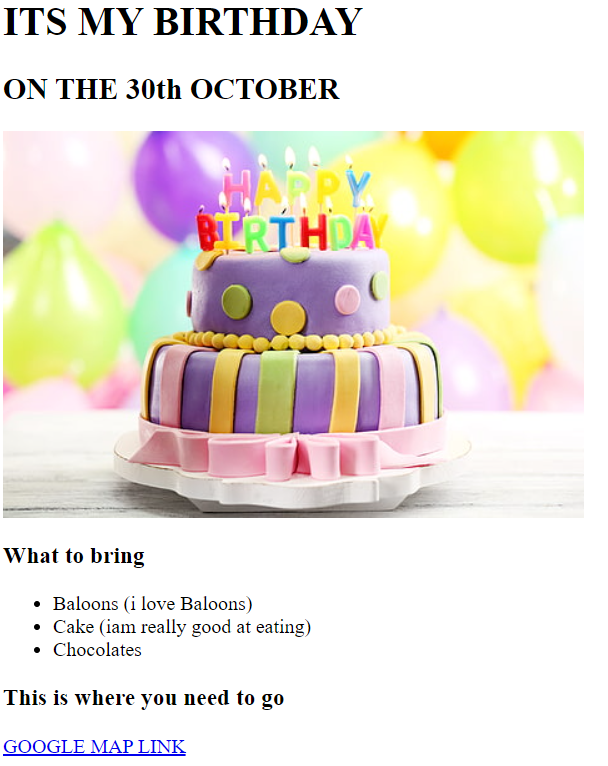 ITS MY BIRTHDAY
ON THE 30th OCTOBER
HAPPY
BIRTHDAY
What to bring
Baloons (i love Baloons)
Cake (iam really good at eating)
Chocolates
This is where you need to go
GOOGLE MAP LINK